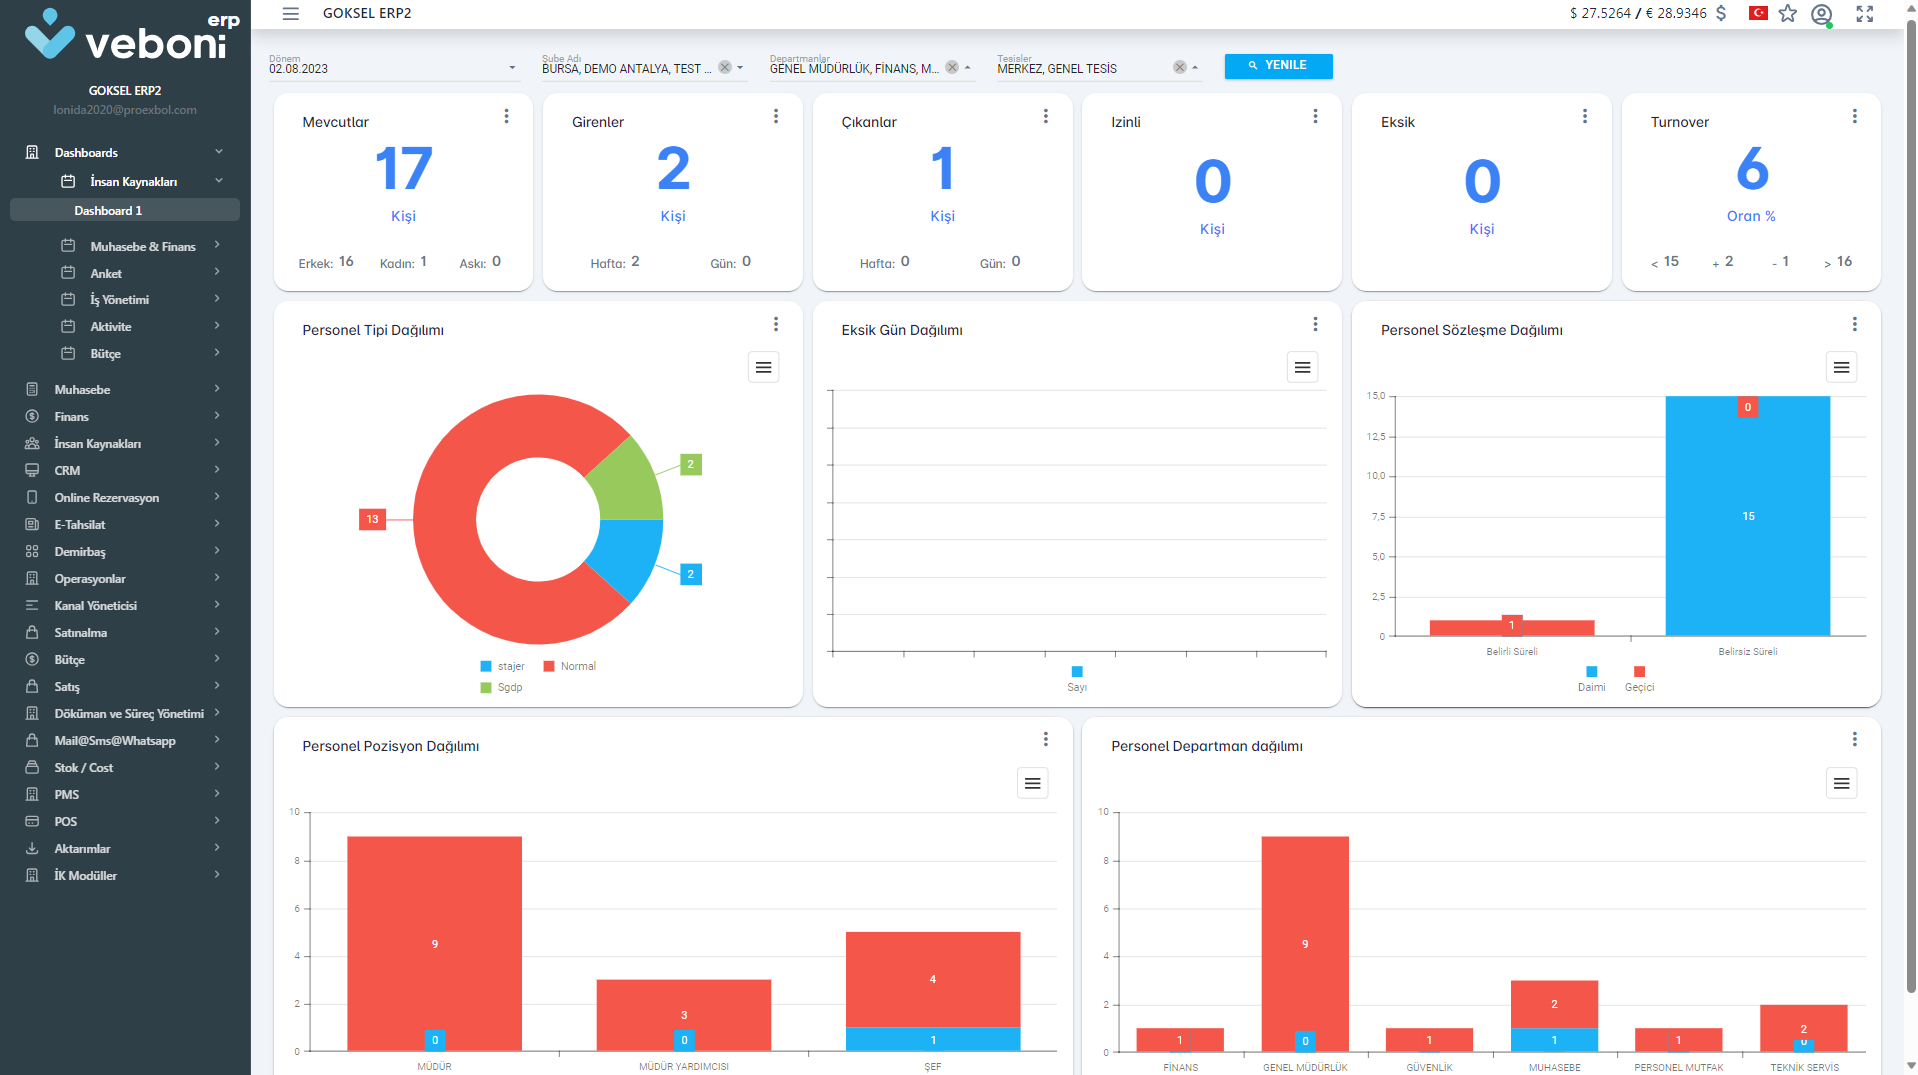 erp
veboni
GOKSEL ERP2
lonida2020@proexbol.com
Dashboards
İnsan Kaynakları
Dashboard 1
Muhasebe & Finans
Anket
İş Yönetimi
Aktivite
Bütçe
Muhasebe
Finans
İnsan Kaynakları
CRM
Online Rezervasyon
E-Tahsilat
Demirbaş
Operasyonlar
Kanal Yöneticisi
Satınalma
Bütçe
Satış
Döküman ve Süreç Yönetimi
Mail@Sms@Whatsapp
Stok / Cost
PMS
POS
Aktarımlar
İK Modüller
GOKSEL ERP2
$ 27.5264 / € 28.9346
Dönem
02.08.2023
Şube Adı
BURSA, DEMO ANTALYA, TEST ...
Departmanlar
GENEL MÜDÜRLÜK, FİNANS, M...
Tesisler
MERKEZ, GENEL TESİS
YENILE
Mevcutlar
17
Kişi
Erkek: 16 Kadın: 1 Askı: 0
Girenler
2
Kişi
Hafta: 2 Gün: 0
Çıkanlar
1
Kişi
Hafta: 0 Gün: 0
Izinli
0
Kişi
Eksik
0
Kişi
Turnover
6
Oran %
< 15 + 2 - 1 > 16
Personel Tipi Dağılımı
2
13
2
stajer Normal
Sgdp
Eksik Gün Dağılımı
Sayı
Personel Sözleşme Dağılımı
15,0
12,5
10,0
7,5
5,0
2,5
0
0
15
1
Belirli Süreli Belirsiz Süreli
Daimi Geçici
Personel Pozisyon Dağılımı
10
8
6
4
2
0
9
0
3
0
4
1
MÜDÜR MÜDÜR YARDIMCISI ŞEF
Personel Departman dağılımı
10
8
6
4
2
0
1
9
0
1
2
1
1
2
0
FİNANS GENEL MÜDÜRLÜK GÜVENLİK MUHASEBE PERSONEL MUTFAK TEKNİK SERVİS